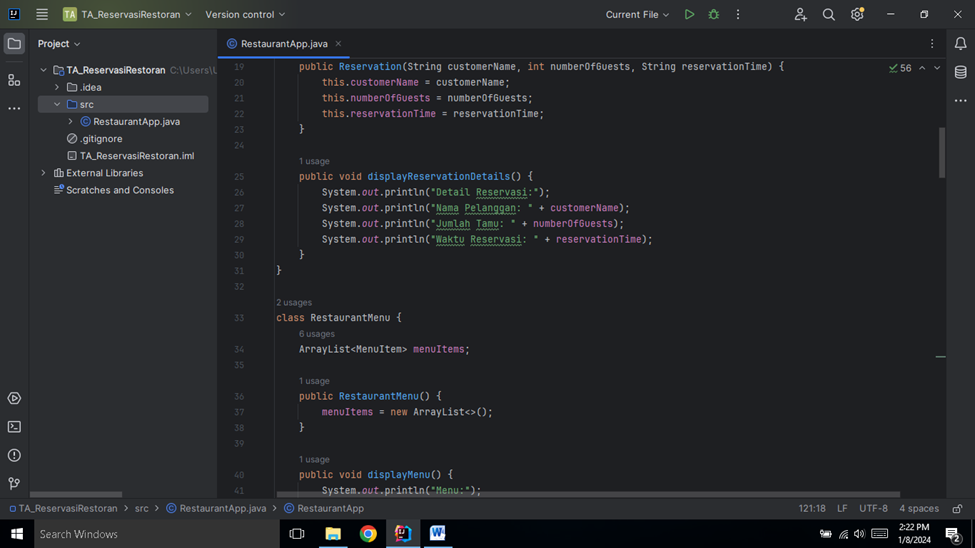 TA TA_ReservasiRestoran Version control Current File
Project RestaurantApp.java
TA_ReservasiRestoran C:\Users\U
.idea
src
RestaurantApp.java
.gitignore
TA_ReservasiRestoran.iml
External Libraries
Scratches and Consoles
56
19 public Reservation(String customerName, int numberOfGuests, String reservationTime) {
20 this.customerName = customerName;
21 this.numberOfGuests = numberOfGuests;
22 this.reservationTime = reservationTime;
23 }
24
1 usage
25 public void displayReservationDetails() {
26 System.out.println("Detail Reservasi:");
27 System.out.println("Nama Pelanggan: " + customerName);
28 System.out.println("Jumlah Tamu: " + numberOfGuests);
29 System.out.println("Waktu Reservasi: " + reservationTime);
30 }
31 }
32
2 usages
33 class RestaurantMenu {
6 usages
34 ArrayList<MenuItem> menuItems;
35
1 usage
36 public RestaurantMenu() {
37 menuItems = new ArrayList<>();
38 }
39
1 usage
40 public void displayMenu() {
41 System.out.println("Menu:");
TA_ReservasiRestoran src RestaurantApp.java RestaurantApp 121:18 LF UTF-8 4 spaces
Search Windows
2:22 PM
1/8/2024
2